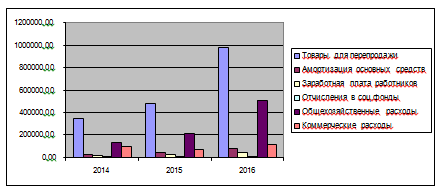 1200000,00
1000000,00
800000,00
600000,00
400000,00
200000,00
0,00
2014 2015 2016
Товары для перепродажи
Амортизация основных средств
Заработная плата работников
Отчисления в соц.фонды.
Общехозяйственные расходы.
Коммерческие расходы.